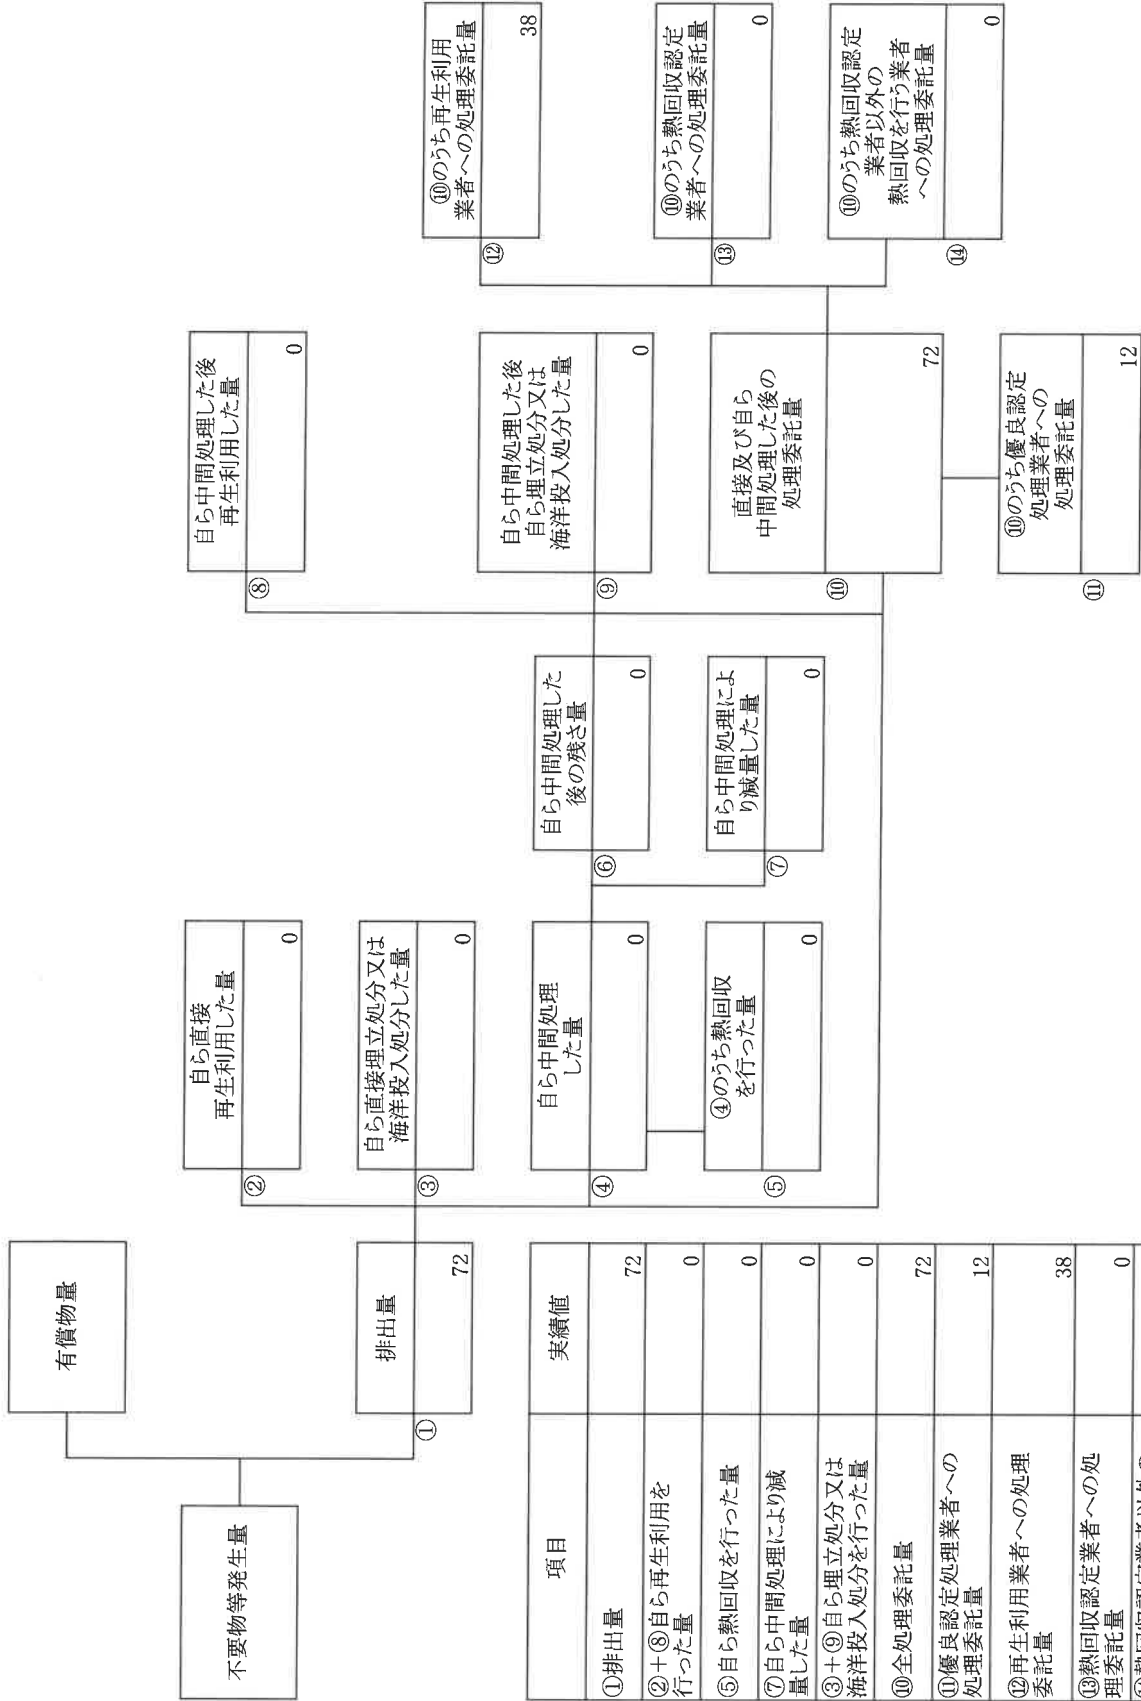 不要物等発生量
有償物量
①
排出量
72
②
自ら直接
再生利用した量
0
③
自ら直接埋立処分又は
海洋投入処分した量
0
④
自ら中間処理
した量
0
⑤
④のうち熱回収
を行った量
0
⑥
自ら中間処理した
後の残さ量
0
⑦
自ら中間処理によ
り減量した量
0
⑧
自ら中間処理した後
再生利用した量
0
⑨
自ら中間処理した後
自ら埋立処分又は
海洋投入処分した量
0
⑩
直接及び自ら
中間処理した後の
処理委託量
72
⑪
⑩のうち優良認定
処理業者への
処理委託量
12
⑫
⑩のうち再生利用
業者への処理委託量
38
⑬
⑩のうち熱回収認定
業者への処理委託量
0
⑭
⑩のうち熱回収認定
業者以外の
熱回収を行う業者
への処理委託量
0
項目 実績値
①排出量 72
②+⑧自ら再生利用を
行った量 0
⑤自ら熱回収を行った量 0
⑦自ら中間処理により減
量した量 0
③+⑨自ら埋立処分又は
海洋投入処分を行った量 0
⑩全処理委託量 72
⑪優良認定処理業者への
処理委託量 12
⑫再生利用業者への処理
委託量 38
⑬熱回収認定業者への処
理委託量 0